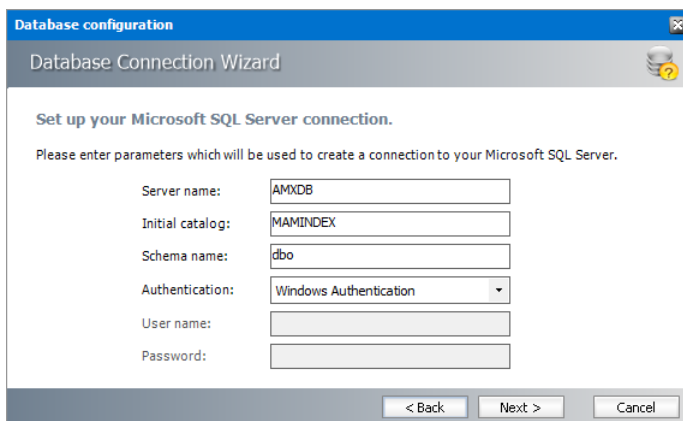 Database configuration
Database Connection Wizard
Set up your Microsoft SQL Server connection.
Please enter parameters which will be used to create a connection to your Microsoft SQL Server.
Server name: AMXDB
Initial catalog: MAMINDEX
Schema name: dbo
Authentication: Windows Authentication
User name:
Password:
< Back Next > Cancel